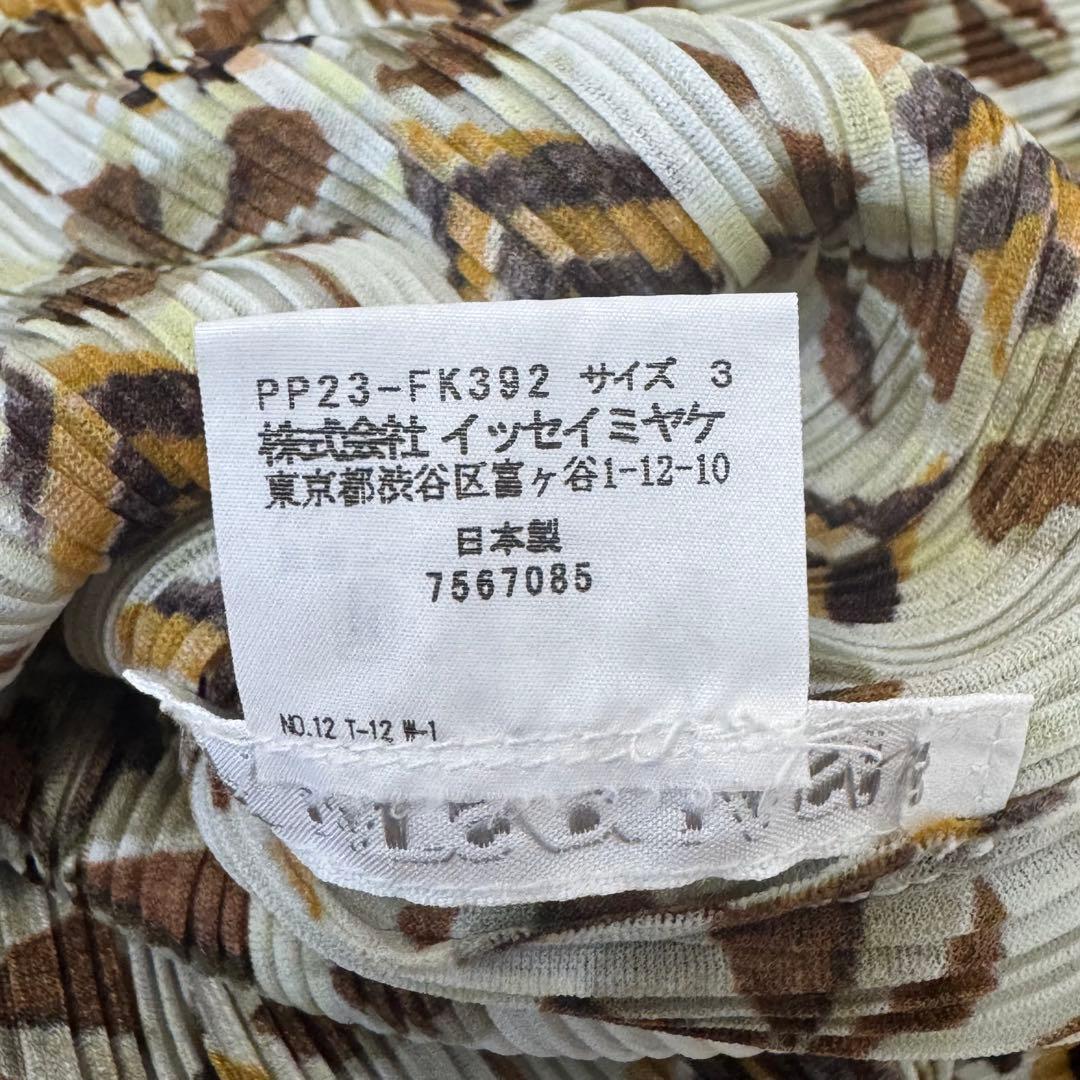 PP23-FK392 サイズ 3
株式会社 イッセイミヤケ
東京都渋谷区富ヶ谷1-12-10
日本製
7567085
NO.12 T-12 #-1